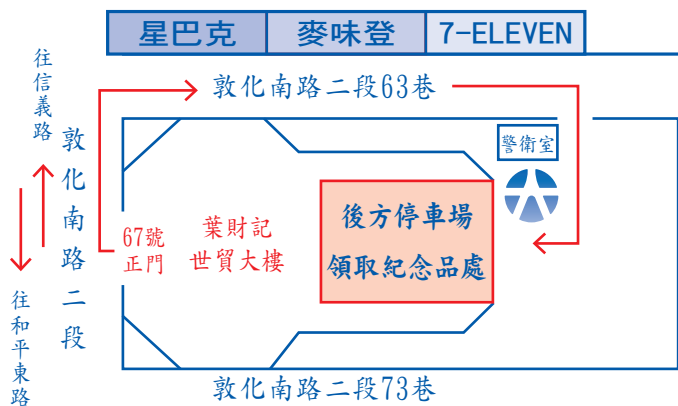 星巴克
麥味登
7-ELEVEN
敦化南路二段63巷
往信義路
敦化南路二段
往和平東路
67號
正門
葉財記
世貿大樓
後方停車場
領取紀念品處
警衛室
敦化南路二段73巷